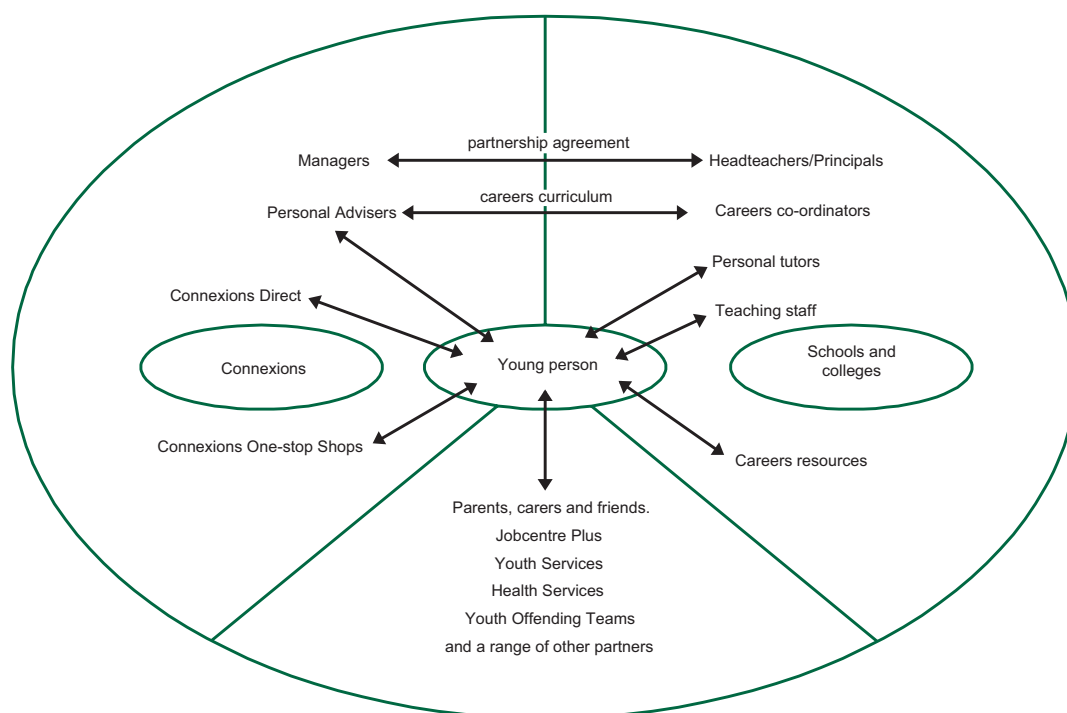 partnership agreement
Managers
Headteachers/Principals
careers curriculum
Personal Advisers
Careers co-ordinators
Personal tutors
Connexions Direct
Teaching staff
Connexions
Young person
Schools and
colleges
Connexions One-stop Shops
Careers resources
Parents, carers and friends.
Jobcentre Plus
Youth Services
Health Services
Youth Offending Teams
and a range of other partners